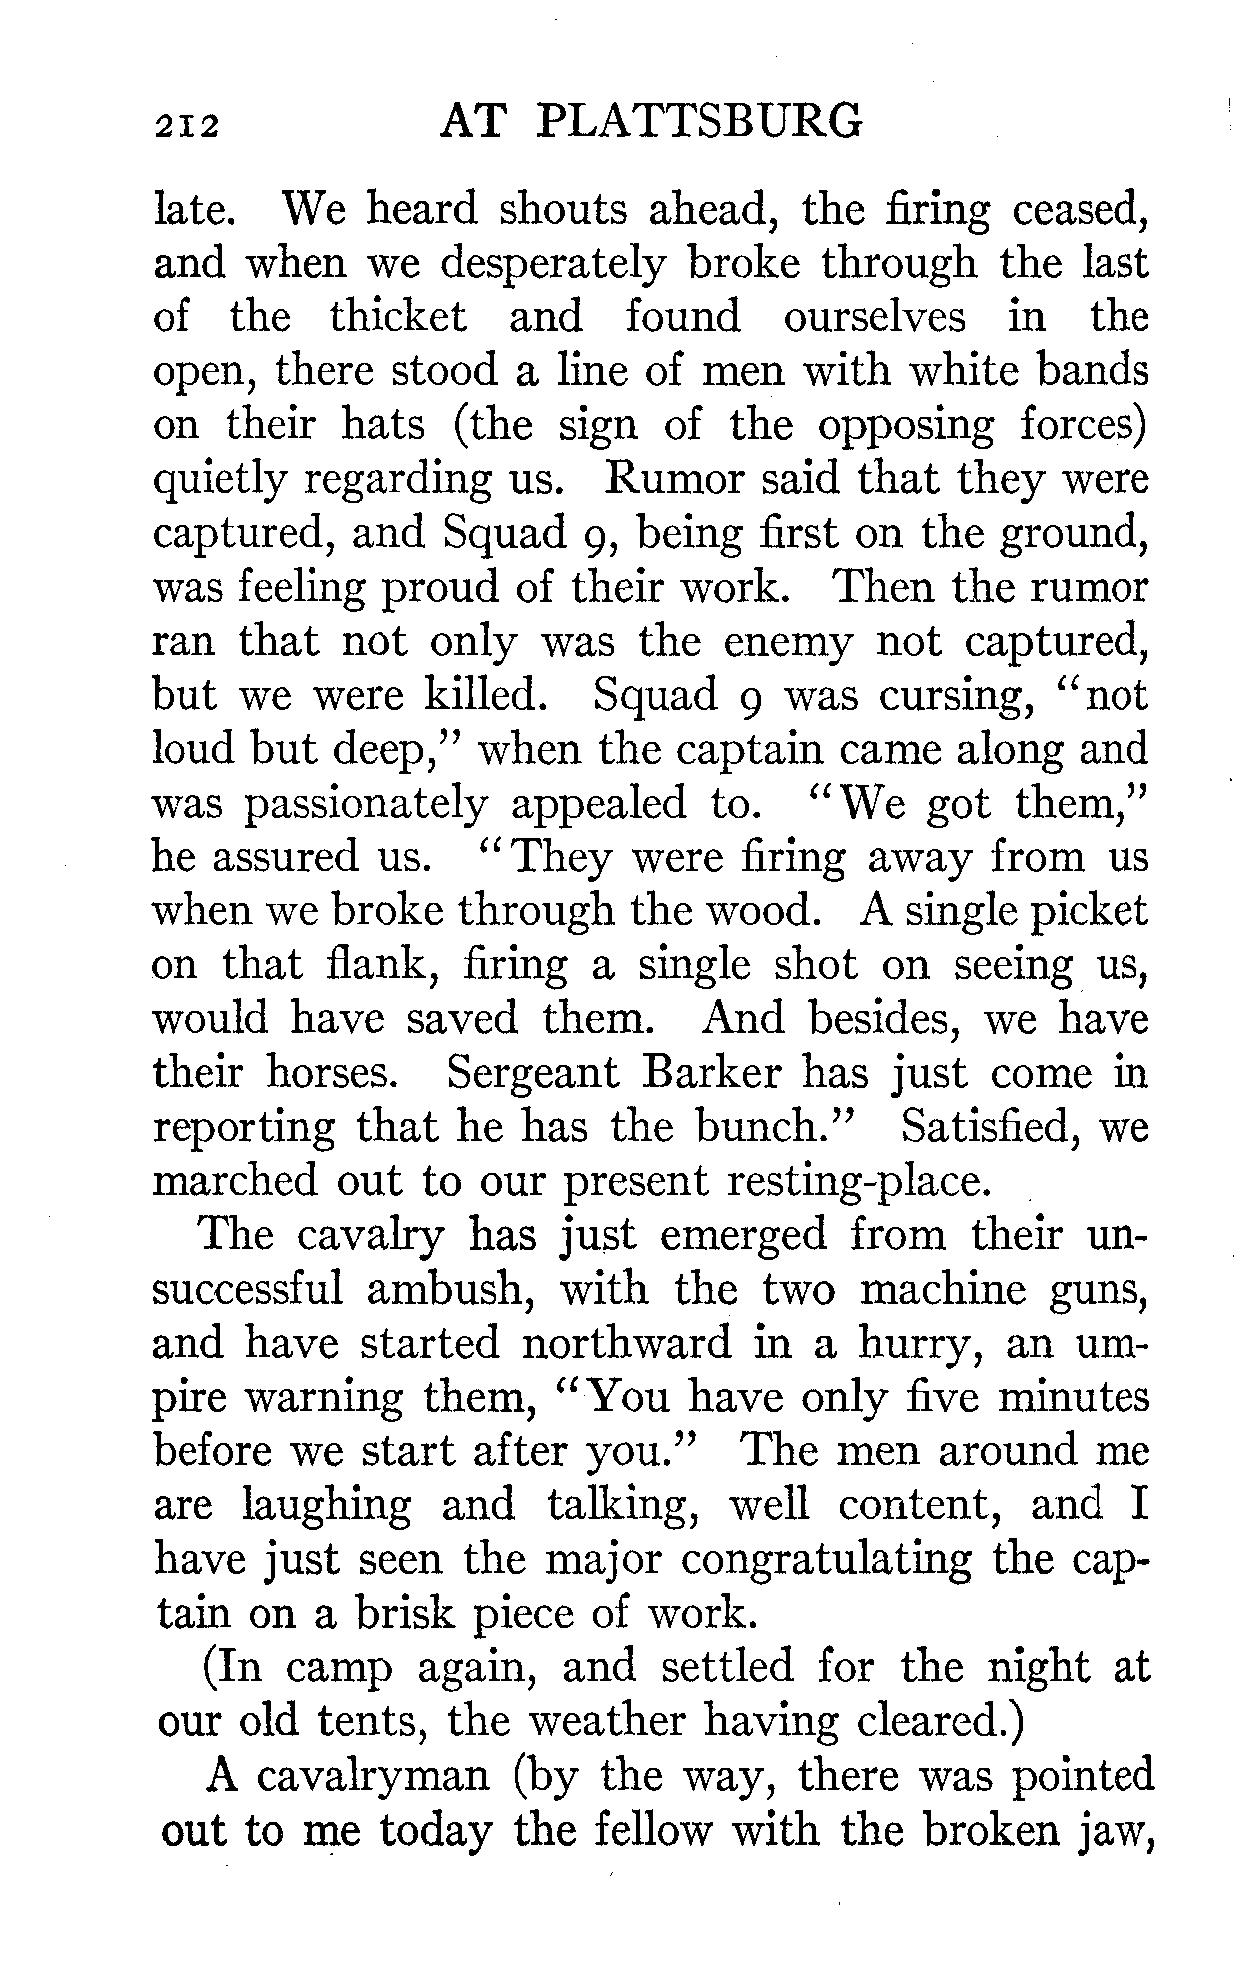 212 AT PLATTSBURG
late. We heard shouts ahead, the firing ceased,
and when we desperately broke through the last
of the thicket and found ourselves in the
open, there stood a line of men with white bands
on their hats (the sign of the opposing forces)
quietly regarding us. Rumor said that they were
captured, and Squad 9, being first on the ground,
was feeling proud of their work. Then the rumor
ran that not only was the enemy not captured,
but we were killed. Squad 9 was cursing, "not
loud but deep," when the captain came along and
was passionately appealed to. "We got them,"
he assured us. "They were firing away from us
when we broke through the wood. A single picket
on that flank, firing a single shot on seeing us,
would have saved them. And besides, we have
their horses. Sergeant Barker has just come in
reporting that he has the bunch." Satisfied, we
marched out to our present resting-place.
The cavalry has just emerged from their un-
successful ambush, with the two machine guns,
and have started northward in a hurry, an um-
pire warning them, "You have only five minutes
before we start after you." The men around me
are laughing and talking, well content, and I
have just seen the major congratulating the cap-
tain on a brisk piece of work.
(In camp again, and settled for the night at
our old tents, the weather having cleared.)
A cavalryman (by the way, there was pointed
out to me today the fellow with the broken jaw,